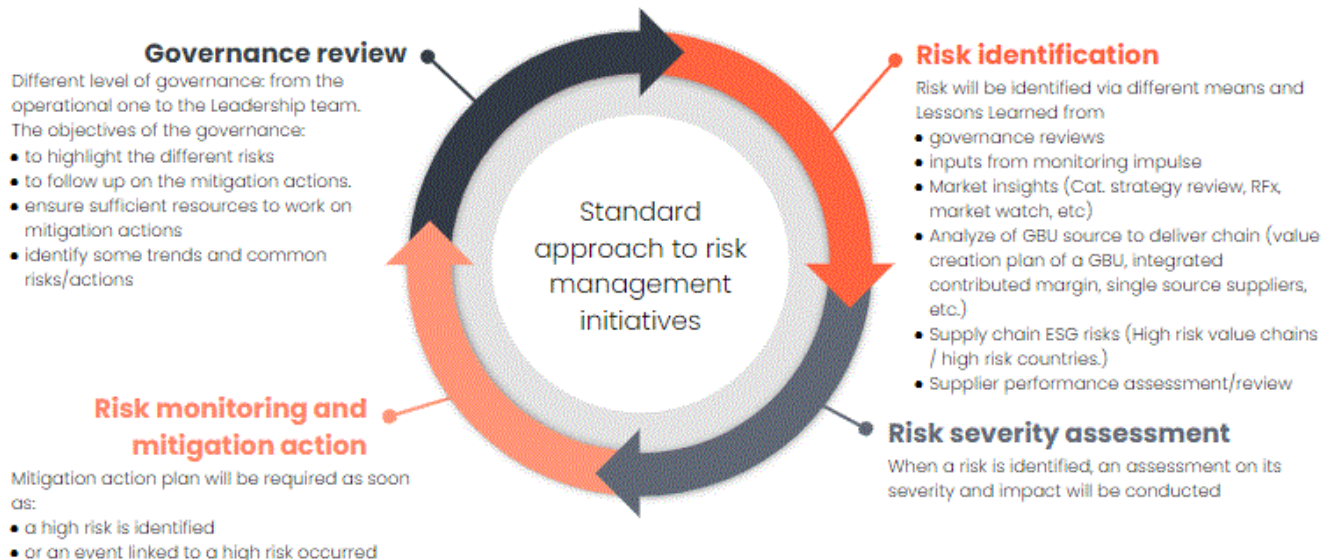 Governance review
Different level of governance: from the
operational one to the Leadership team.
The objectives of the governance:
● to highlight the different risks
● to follow up on the mitigation actions.
● ensure sufficient resources to work on
mitigation actions
● identify some trends and common
risks/actions
Risk identification
Risk will be identified via different means and
Lessons Learned from
● governance reviews
● inputs from monitoring impulse
● Market insights (Cat. strategy review, RFx,
market watch, etc)
● Analyze of GBU source to deliver chain (value
creation plan of a GBU, integrated
contributed margin, single source suppliers,
etc.)
● Supply chain ESG risks (High risk value chains
/ high risk countries.)
● Supplier performance assessment/review
Standard
approach to risk
management
initiatives
Risk severity assessment
When a risk is identified, an assessment on its
severity and impact will be conducted
Risk monitoring and
mitigation action
Mitigation action plan will be required as soon
as:
● a high risk is identified
● or an event linked to a high risk occurred